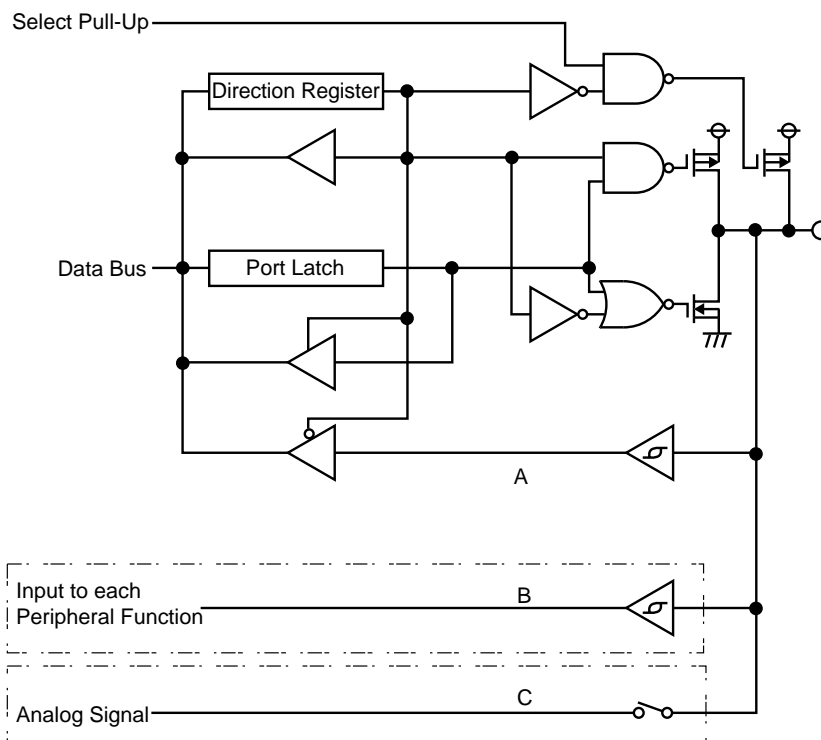 Select Pull-Up
Direction Register
Data Bus
Port Latch
A
Input to each
Peripheral Function
B
Analog Signal
C